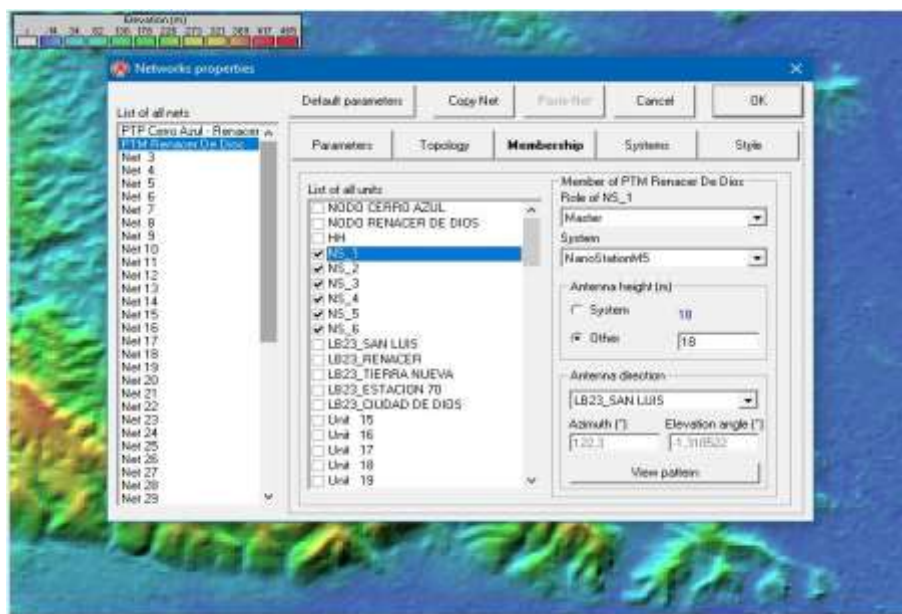 Elevation (m)
Networks properties
Default parameters
Copy Net
Paste Net
Cancel
OK
List of all nets
PTP Cerro Azul - Renacer
PTM Renacer De Dios
Net 3
Net 4
Net 5
Net 6
Net 7
Net 8
Net 9
Net 10
Net 11
Net 12
Net 13
Net 14
Net 15
Net 16
Net 17
Net 18
Net 19
Net 20
Net 21
Net 22
Net 23
Net 24
Net 25
Net 26
Net 27
Net 28
Net 29
Parameters
Topology
Membership
Systems
Style
List of all units
NODO CERRO AZUL
NODO RENACER DE DIOS
HH
NS_1
NS_2
NS_3
NS_4
NS_5
NS_6
LB23_SAN LUIS
LB23_RENACER
LB23_TIERRA NUEVA
LB23_ESTACION 70
LB23_CIUDAD DE DIOS
Unit 15
Unit 16
Unit 17
Unit 18
Unit 19
Member of PTM Renacer De Dios
Role of NS_1
Master
System
NanoStationM5
Antenna height (m)
System 18
Other 18
Antenna direction
LB23_SAN LUIS
Azimuth (°) Elevation angle (°)
122.3
View pattern